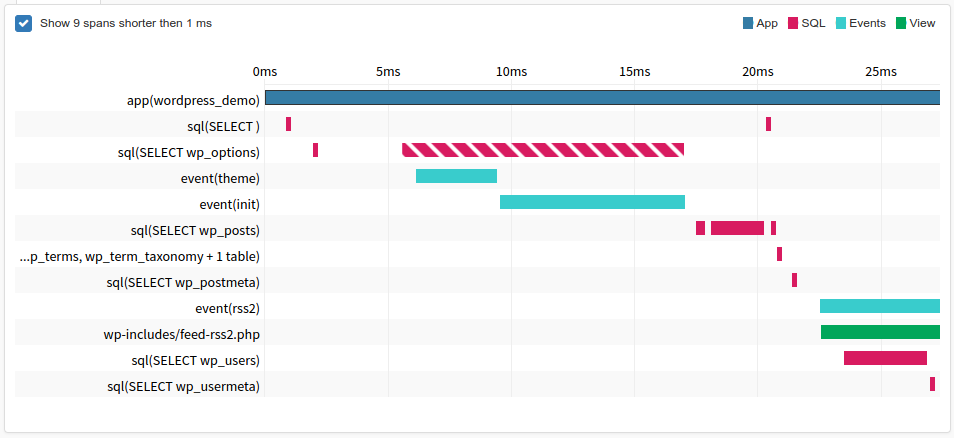 Show 9 spans shorter then 1 ms
App SQL Events View
0ms 5ms 10ms 15ms 20ms 25ms
app(wordpress_demo)
sql(SELECT )
sql(SELECT wp_options)
event(theme)
event(init)
sql(SELECT wp_posts)
...p_terms, wp_term_taxonomy + 1 table)
sql(SELECT wp_postmeta)
event(rss2)
wp-includes/feed-rss2.php
sql(SELECT wp_users)
sql(SELECT wp_usermeta)